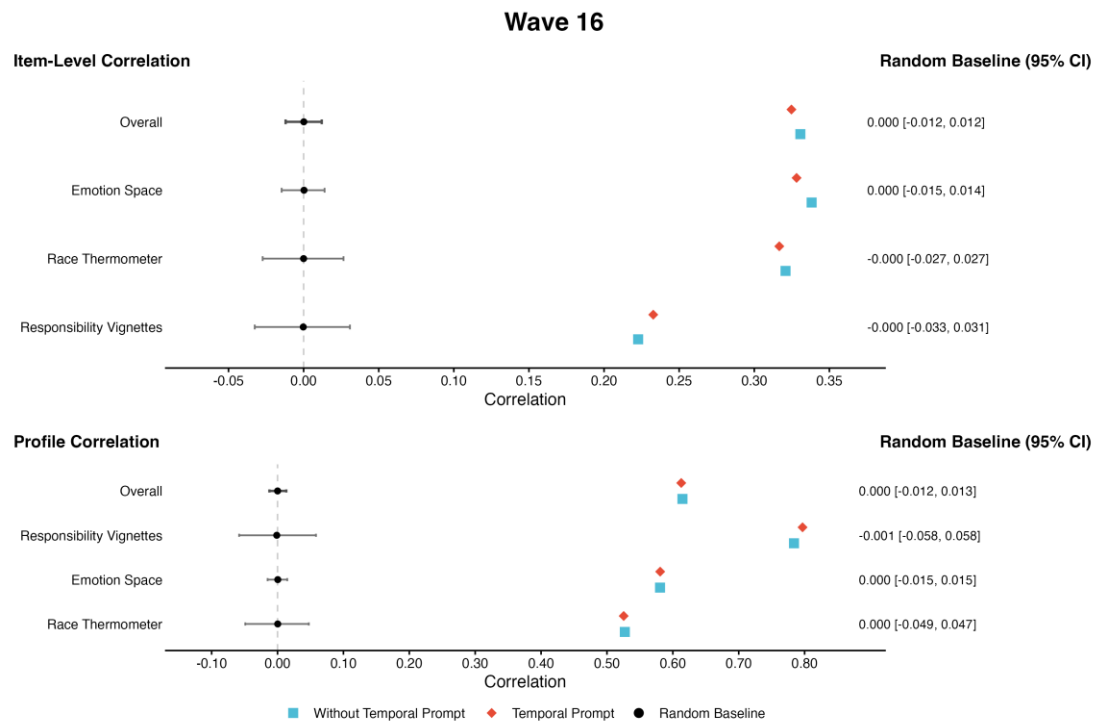 Wave 16
Item-Level Correlation Random Baseline (95% CI)
Overall 0.000 [-0.012, 0.012]
Emotion Space 0.000 [-0.015, 0.014]
Race Thermometer -0.000 [-0.027, 0.027]
Responsibility Vignettes -0.000 [-0.033, 0.031]
-0.05 0.00 0.05 0.10 0.15 0.20 0.25 0.30 0.35
Correlation
Profile Correlation Random Baseline (95% CI)
Overall 0.000 [-0.012, 0.013]
Responsibility Vignettes -0.001 [-0.058, 0.058]
Emotion Space 0.000 [-0.015, 0.015]
Race Thermometer 0.000 [-0.049, 0.047]
-0.10 0.00 0.10 0.20 0.30 0.40 0.50 0.60 0.70 0.80
Correlation
Without Temporal Prompt Temporal Prompt Random Baseline